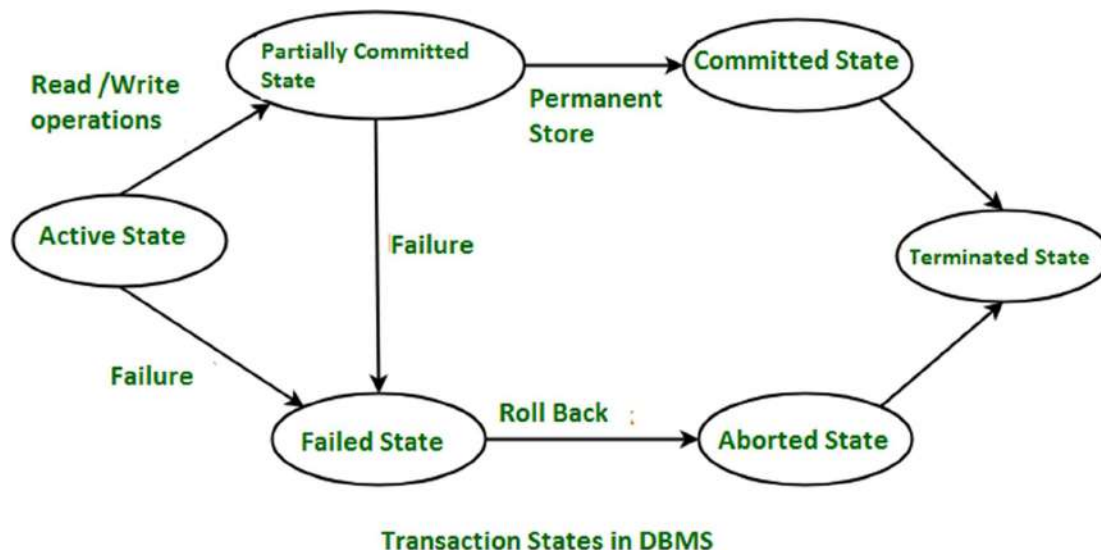 Partially Committed
State
Committed State
Read /Write
operations
Permanent
Store
Active State
Failure
Terminated State
Failure
Roll Back
Failed State
Aborted State
Transaction States in DBMS